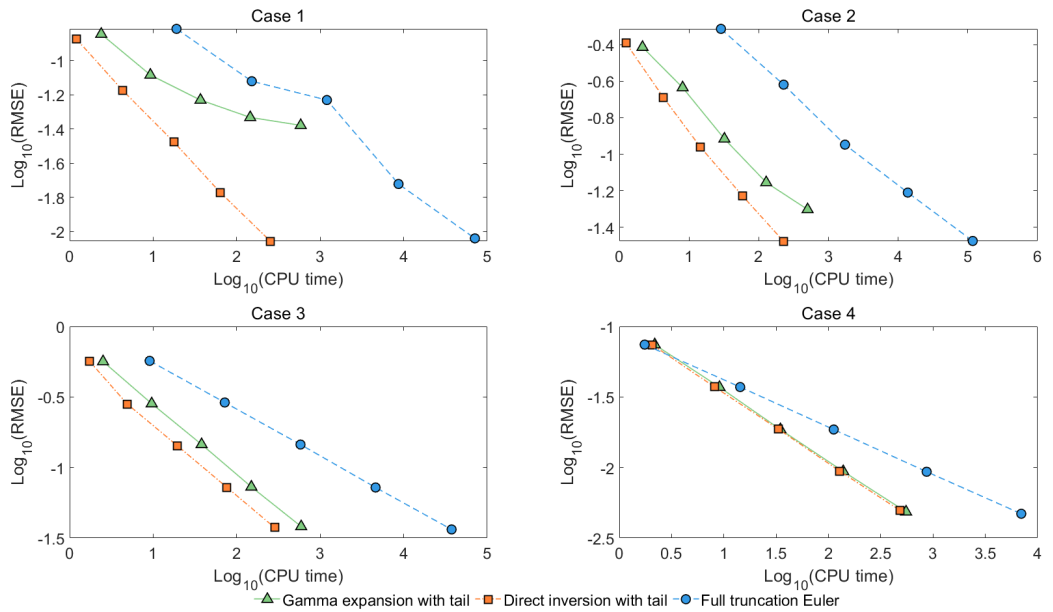 Case 1
-1
-1.2
-1.4
-1.6
-1.8
-2
Log10(RMSE)
0 1 2 3 4 5
Log10(CPU time)
Case 2
-0.4
-0.6
-0.8
-1
-1.2
-1.4
Log10(RMSE)
0 1 2 3 4 5 6
Log10(CPU time)
Case 3
0
-0.5
-1
-1.5
Log10(RMSE)
0 1 2 3 4 5
Log10(CPU time)
Case 4
-1
-1.5
-2
-2.5
Log10(RMSE)
0 0.5 1 1.5 2 2.5 3 3.5 4
Log10(CPU time)
Gamma expansion with tail Direct inversion with tail Full truncation Euler